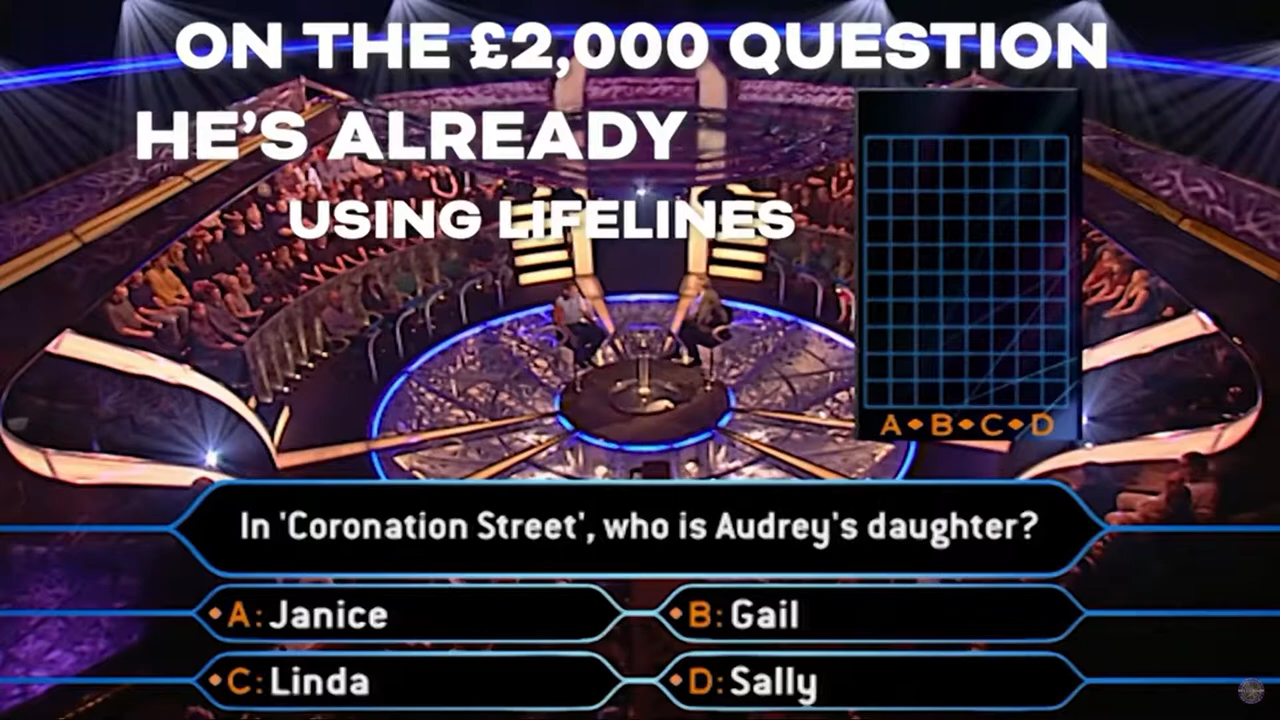 ON THE £2,000 QUESTION
HE'S ALREADY
USING LIFELINES
A◆B◆C◆D
In 'Coronation Street', who is Audrey's daughter?
A: Janice
B: Gail
C: Linda
D: Sally